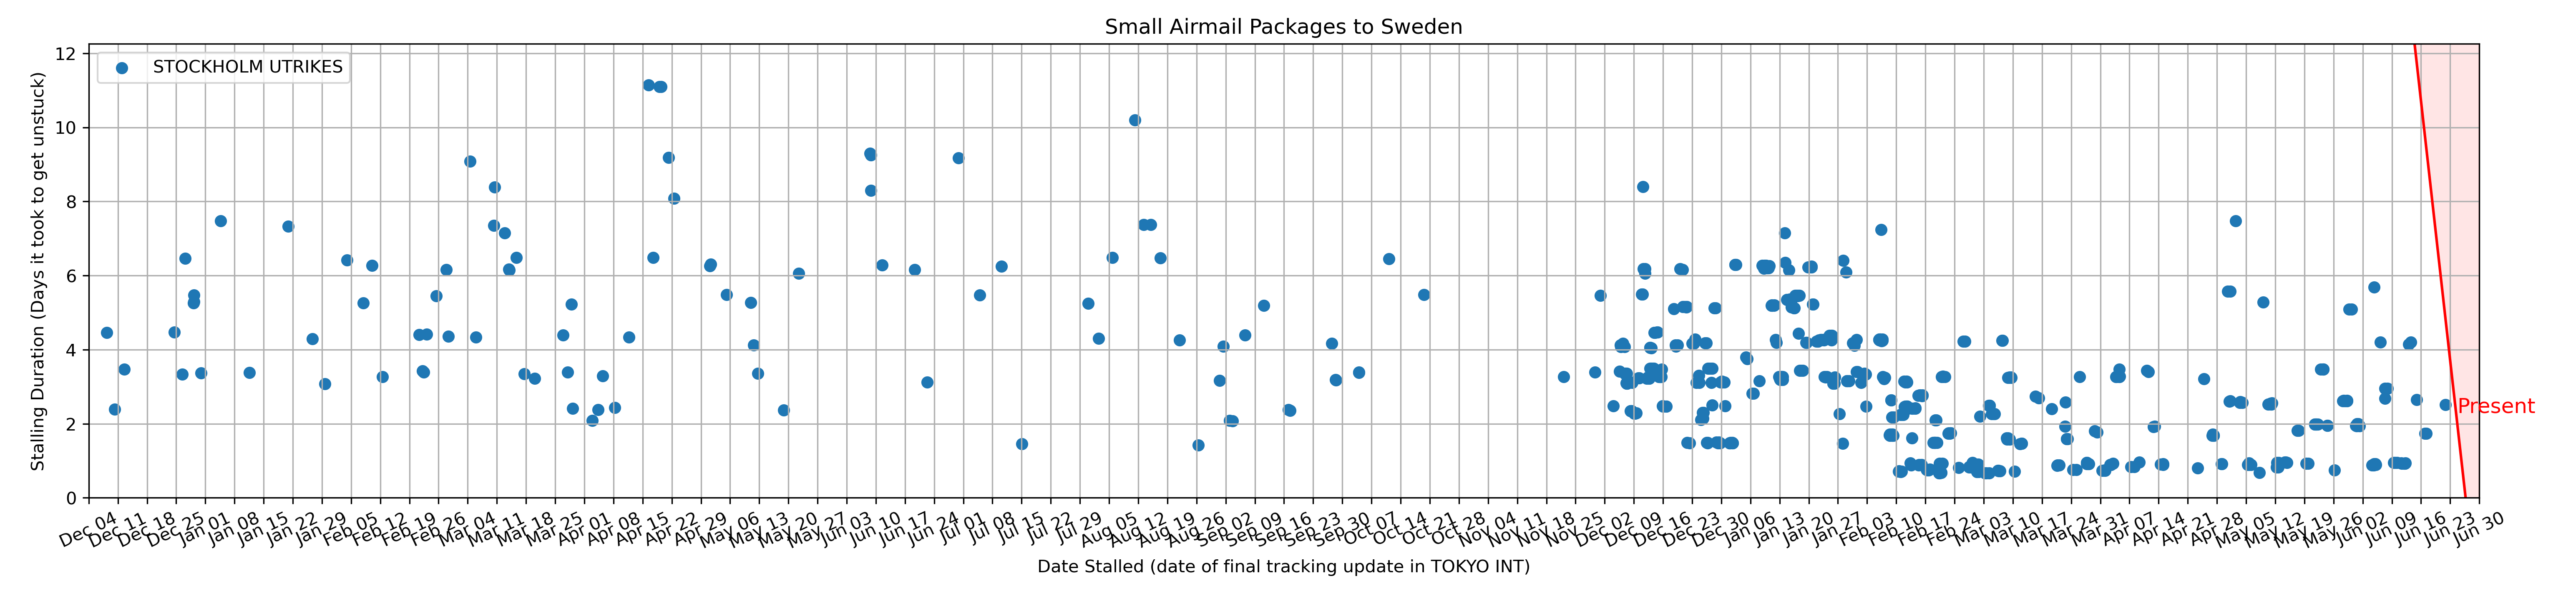 Small Airmail Packages to Sweden
STOCKHOLM UTRIKES
Stalling Duration (Days it took to get unstuck)
12
10
8
6
4
2
0
Present
Dec 04
Dec 11
Dec 18
Dec 25
Jan 01
Jan 08
Jan 15
Jan 22
Jan 29
Feb 05
Feb 12
Feb 19
Feb 26
Mar 04
Mar 11
Mar 18
Mar 25
Apr 01
Apr 08
Apr 15
Apr 22
Apr 29
May 06
May 13
May 20
May 27
Jun 03
Jun 10
Jun 17
Jun 24
Jul 01
Jul 08
Jul 15
Jul 22
Jul 29
Aug 05
Aug 12
Aug 19
Aug 26
Sep 02
Sep 09
Sep 16
Sep 23
Sep 30
Oct 07
Oct 14
Oct 21
Oct 28
Nov 04
Nov 11
Nov 18
Nov 25
Dec 02
Dec 09
Dec 16
Dec 23
Dec 30
Jan 06
Jan 13
Jan 20
Jan 27
Feb 03
Feb 10
Feb 17
Feb 24
Mar 03
Mar 10
Mar 17
Mar 24
Mar 31
Apr 07
Apr 14
Apr 21
Apr 28
May 05
May 12
May 19
May 26
Jun 02
Jun 09
Jun 16
Jun 23
Jun 30
Date Stalled (date of final tracking update in TOKYO INT)